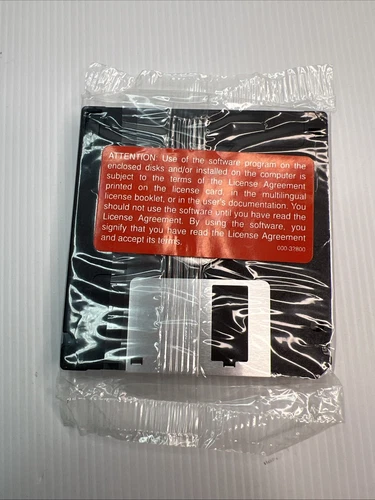 ATTENTION: Use of the software program on the
enclosed disks and/or installed on the computer is
subject to the terms of the License Agreement
printed on the license card, in the multilingual
license booklet, or in the user's documentation. You
should not use the software until you have read the
License Agreement. By using the software, you
signify that you have read the License Agreement
and accept its terms.
000-32800